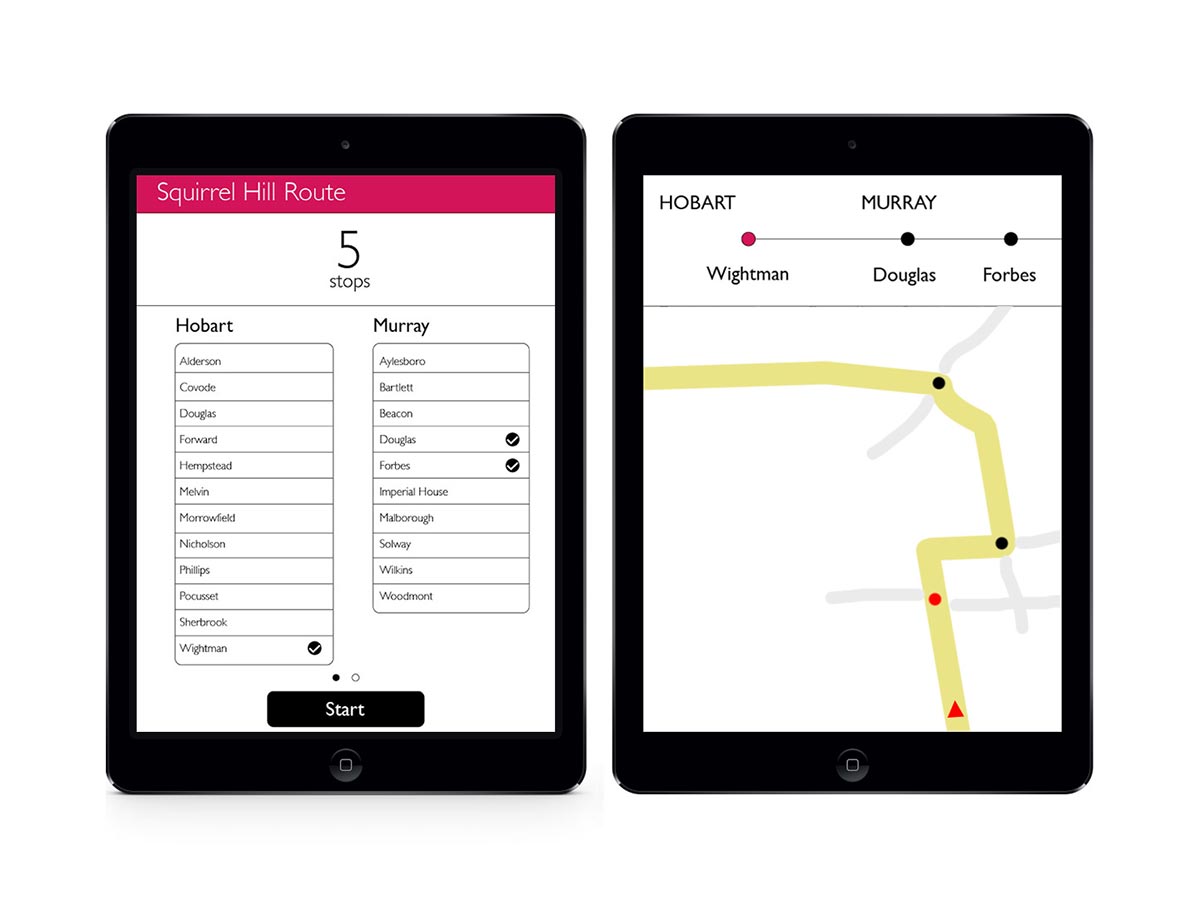 Squirrel Hill Route
5
stops
Hobart
Alderson
Covode
Douglas
Forward
Hempstead
Melvin
Morrowfield
Nicholson
Phillips
Pocusset
Sherbrook
Wightman
Murray
Aylesboro
Bartlett
Beacon
Douglas
Forbes
Imperial House
Malborough
Solway
Wilkins
Woodmont
Start
HOBART MURRAY
Wightman Douglas Forbes